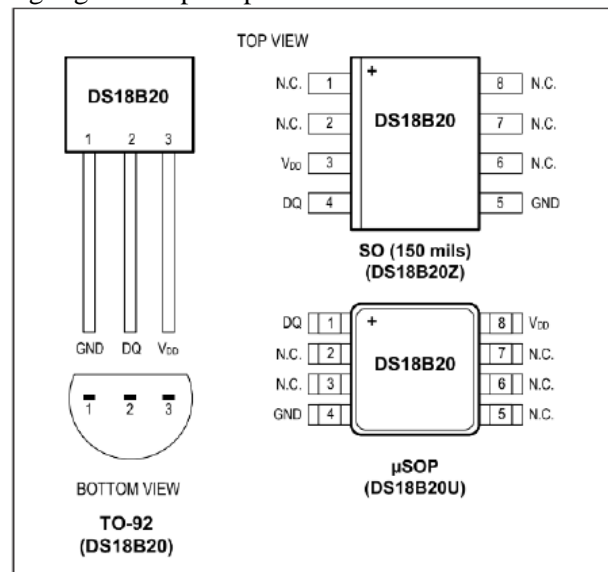 TOP VIEW
DS18B20
1 2 3
GND DQ VDD
1 2 3
BOTTOM VIEW
TO-92
(DS18B20)
N.C. 1 + 8 N.C.
N.C. 2 DS18B20 7 N.C.
VDD 3 6 N.C.
DQ 4 5 GND
SO (150 mils)
(DS18B20Z)
DQ 1 + 8 VDD
N.C. 2 7 N.C.
DS18B20
N.C. 3 6 N.C.
GND 4 5 N.C.
µSOP
(DS18B20U)